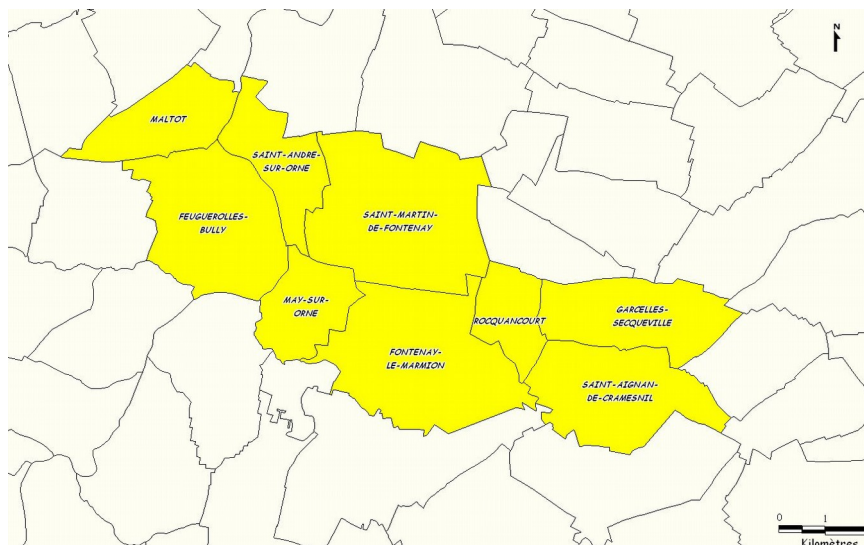 N
MALTOT
SAINT-ANDRE-
SUR-ORNE
FEUGUEROLLES-
BULLY
SAINT-MARTIN-
DE-FONTENAY
MAY-SUR-
ORNE
ROCQUANCOURT
GARCELLES-
SECQUEVILLE
FONTENAY-
LE-MARMION
SAINT-AIGNAN-
DE-CRAMESNIL
0 1
Kilomètres